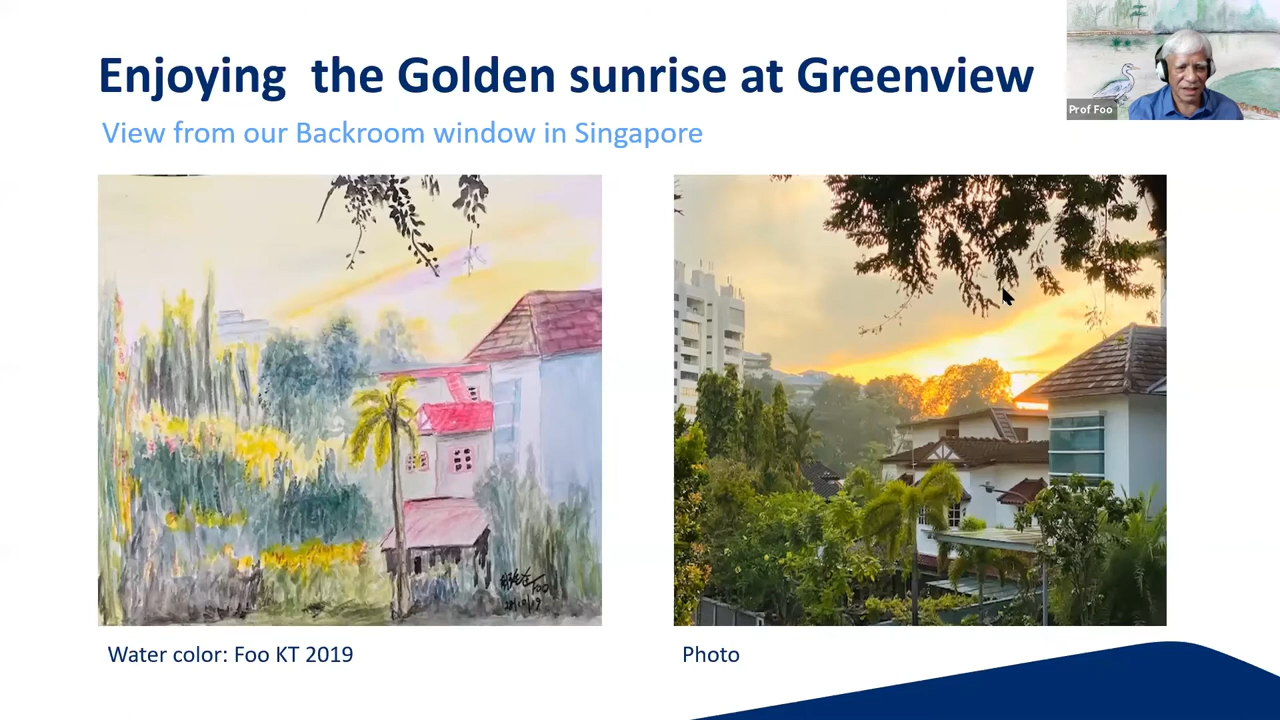 Enjoying the Golden sunrise at Greenview
Prof Foo
View from our Backroom window in Singapore
Foo
Water color: Foo KT 2019
Photo